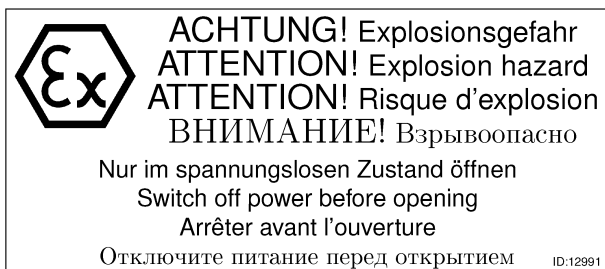 Ex
ACHTUNG! Explosionsgefahr
ATTENTION! Explosion hazard
ATTENTION! Risque d'explosion
ВНИМАНИЕ! Взрывоопасно
Nur im spannungslosen Zustand öffnen
Switch off power before opening
Arrêter avant l'ouverture
Отключите питание перед открытием
ID:12991